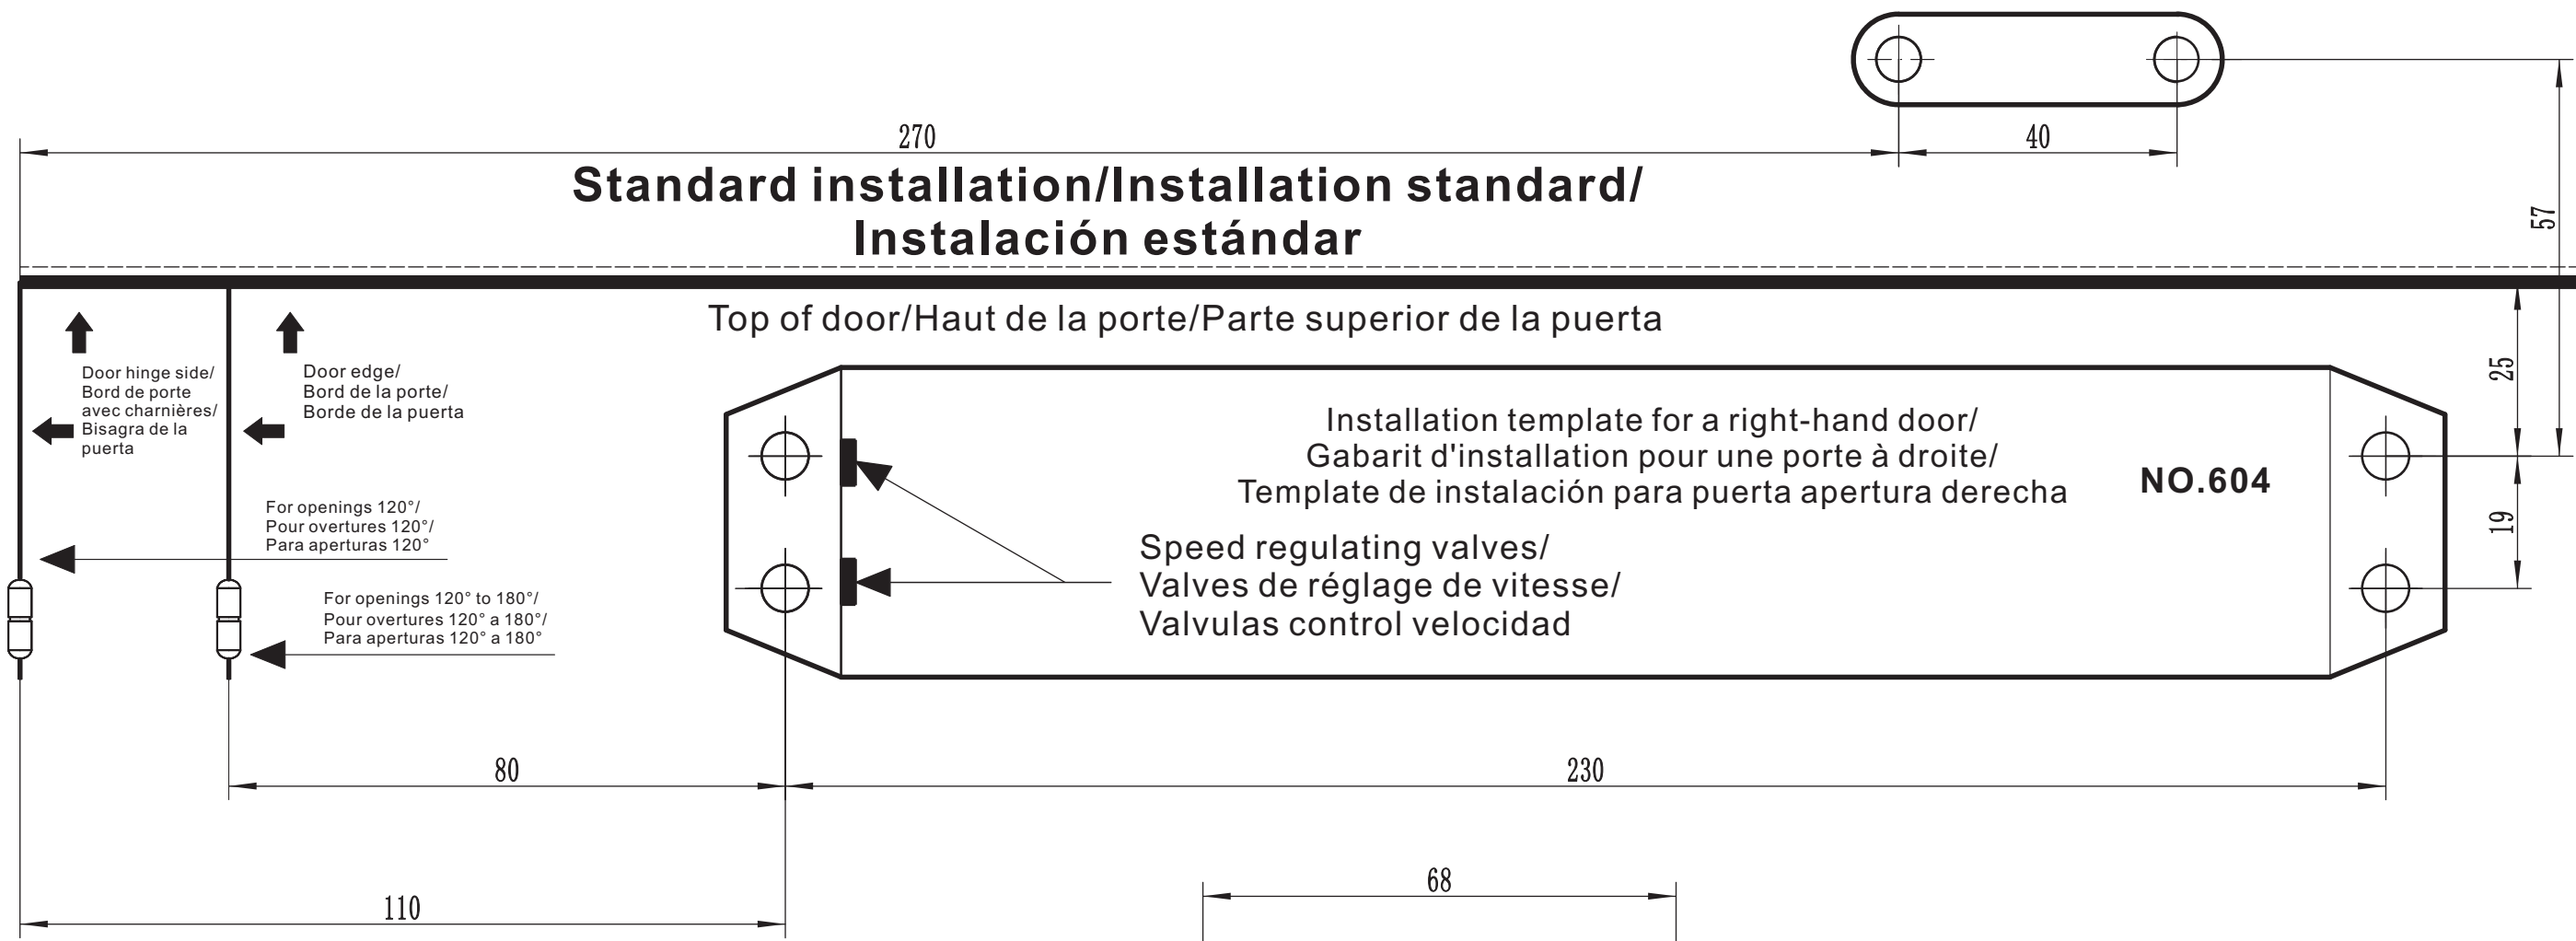 270
40
Standard installation/Installation standard/
Instalación estándar
57
Top of door/Haut de la porte/Parte superior de la puerta
Door hinge side/
Bord de porte
avec charnières/
Bisagra de la
puerta
Door edge/
Bord de la porte/
Borde de la puerta
25
Installation template for a right-hand door/
Gabarit d'installation pour une porte à droite/
Template de instalación para puerta apertura derecha
NO.604
For openings 120°/
Pour overtures 120°/
Para aperturas 120°
19
Speed regulating valves/
Valves de réglage de vitesse/
Valvulas control velocidad
For openings 120° to 180°/
Pour overtures 120° a 180°/
Para aperturas 120° a 180°
80
230
68
110